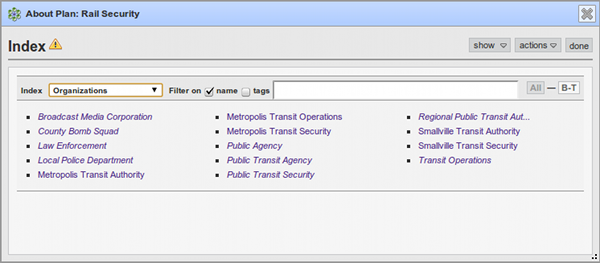 About Plan: Rail Security
Index
show actions done
Index Organizations Filter on name tags All — B-T
Broadcast Media Corporation
County Bomb Squad
Law Enforcement
Local Police Department
Metropolis Transit Authority
Metropolis Transit Operations
Metropolis Transit Security
Public Agency
Public Transit Agency
Public Transit Security
Regional Public Transit Aut...
Smallville Transit Authority
Smallville Transit Security
Transit Operations